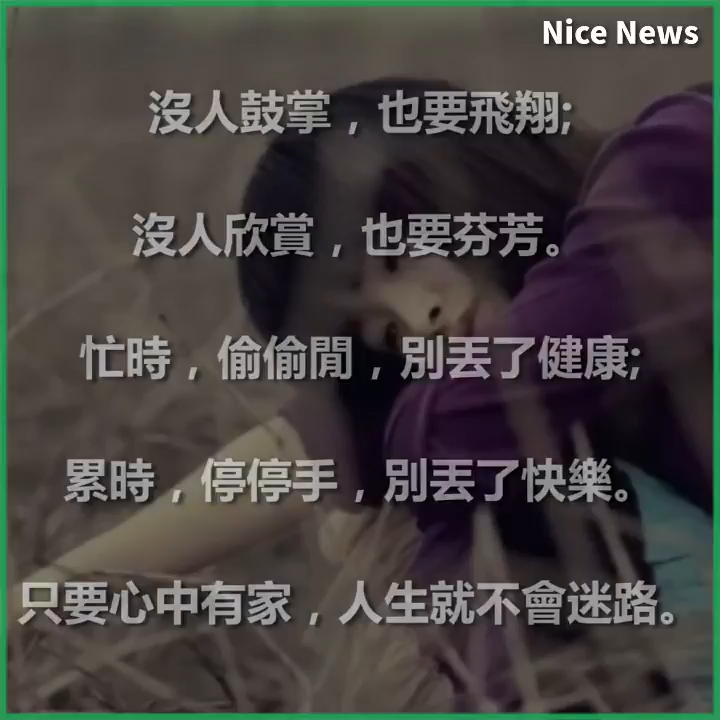 Nice News
沒人鼓掌，也要飛翔;
沒人欣賞，也要芬芳。
忙時，偷偷閒，別丟了健康;
累時，停停手，別丟了快樂。
只要心中有家，人生就不會迷路。